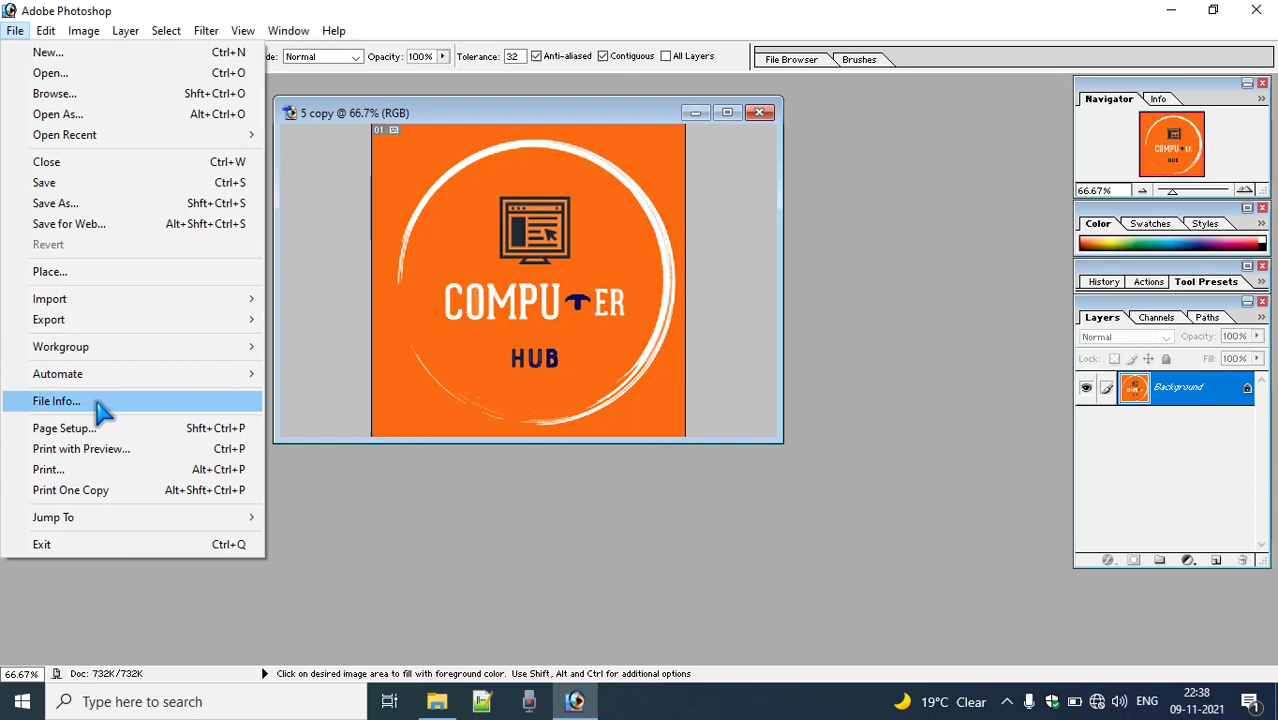 Adobe Photoshop
File Edit Image Layer Select Filter View Window Help
Normal Opacity: 100% Tolerance: 32 Anti-aliased Contiguous All Layers File Browser Brushes
New... Ctrl+N
Open... Ctrl+O
Browse... Shft+Ctrl+O
Open As... Alt+Ctrl+O
Open Recent
Close Ctrl+W
Save Ctrl+S
Save As... Shft+Ctrl+S
Save for Web... Alt+Shft+Ctrl+S
Revert
Place...
Import
Export
Workgroup
Automate
File Info...
Page Setup... Shft+Ctrl+P
Print with Preview... Ctrl+P
Print... Alt+Ctrl+P
Print One Copy Alt+Shft+Ctrl+P
Jump To
Exit Ctrl+Q
5 copy @ 66.7% (RGB)
01
COMPUTER
HUB
Navigator Info
COMPUTER
HUB
66.67%
Color Swatches Styles
History Actions Tool Presets
Layers Channels Paths
Normal Opacity: 100%
Lock: Fill: 100%
Background
66.67% Doc: 732K/732K Click on desired image area to fill with foreground color. Use Shift, Alt and Ctrl for additional options
Type here to search
19°C Clear ENG 22:38
09-11-2021 1